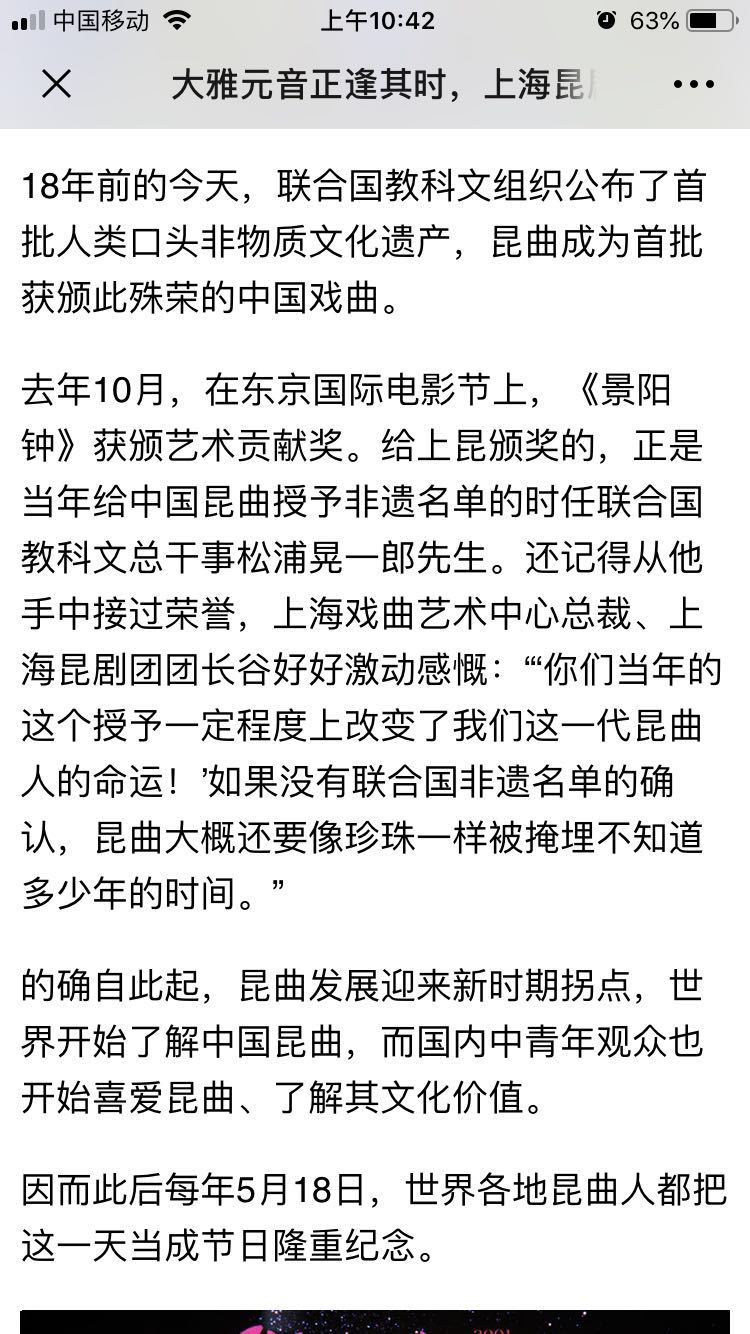 中国移动 上午10:42 63%
大雅元音正逢其时，上海昆
18年前的今天，联合国教科文组织公布了首
批人类口头非物质文化遗产，昆曲成为首批
获颁此殊荣的中国戏曲。
去年10月，在东京国际电影节上，《景阳
钟》获颁艺术贡献奖。给上昆颁奖的，正是
当年给中国昆曲授予非遗名单的时任联合国
教科文总干事松浦晃一郎先生。还记得从他
手中接过荣誉，上海戏曲艺术中心总裁、上
海昆剧团团长谷好好激动感慨：“‘你们当年的
这个授予一定程度上改变了我们这一代昆曲
人的命运！’如果没有联合国非遗名单的确
认，昆曲大概还要像珍珠一样被掩埋不知道
多少年的时间。”
的确自此起，昆曲发展迎来新时期拐点，世
界开始了解中国昆曲，而国内中青年观众也
开始喜爱昆曲、了解其文化价值。
因而此后每年5月18日，世界各地昆曲人都把
这一天当成节日隆重纪念。